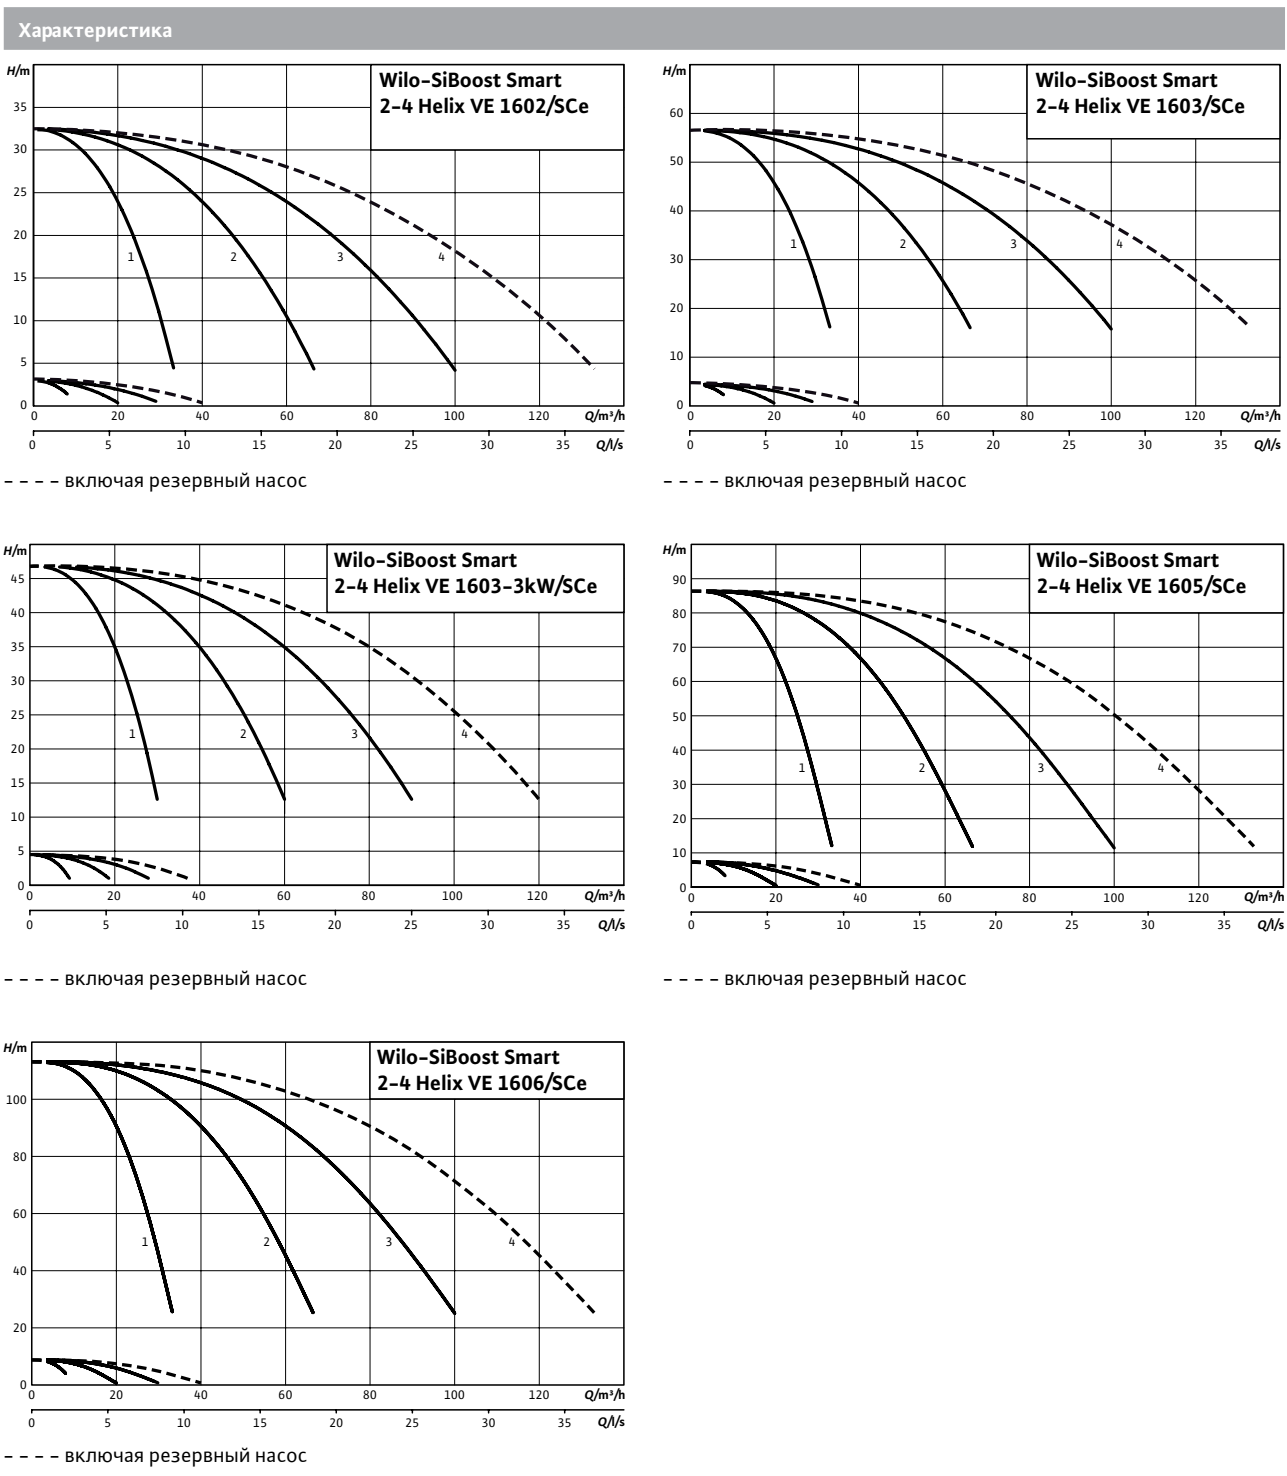 Характеристика
H/m
Wilo-SiBoost Smart
2-4 Helix VE 1602/SCe
35
30
25
20
15
10
5
0
1
2
3
4
0 20 40 60 80 100 120 Q/m³/h
0 5 10 15 20 25 30 35 Q/l/s
- - - - включая резервный насос
H/m
Wilo-SiBoost Smart
2-4 Helix VE 1603/SCe
60
50
40
30
20
10
0
1
2
3
4
0 20 40 60 80 100 120 Q/m³/h
0 5 10 15 20 25 30 35 Q/l/s
- - - - включая резервный насос
H/m
Wilo-SiBoost Smart
2-4 Helix VE 1603-3kW/SCe
45
40
35
30
25
20
15
10
5
0
1
2
3
4
0 20 40 60 80 100 120 Q/m³/h
0 5 10 15 20 25 30 35 Q/l/s
- - - - включая резервный насос
H/m
Wilo-SiBoost Smart
2-4 Helix VE 1605/SCe
90
80
70
60
50
40
30
20
10
0
1
2
3
4
0 20 40 60 80 100 120 Q/m³/h
0 5 10 15 20 25 30 35 Q/l/s
- - - - включая резервный насос
H/m
Wilo-SiBoost Smart
2-4 Helix VE 1606/SCe
100
80
60
40
20
0
1
2
3
4
0 20 40 60 80 100 120 Q/m³/h
0 5 10 15 20 25 30 35 Q/l/s
- - - - включая резервный насос